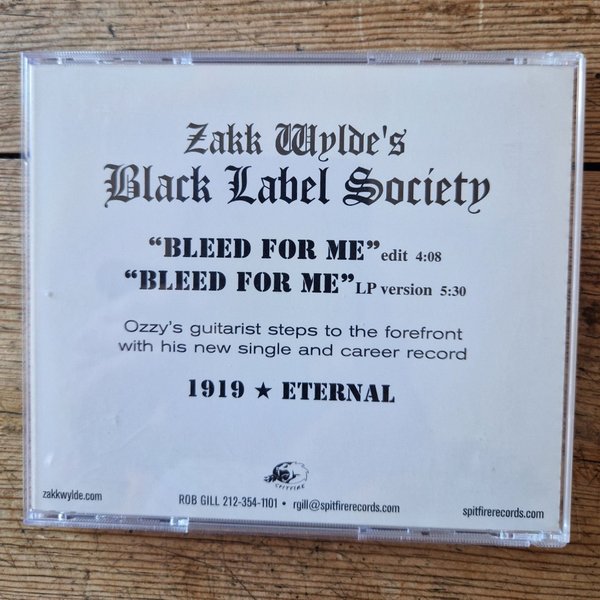 Zakk Wylde's
Black Label Society
“BLEED FOR ME” edit 4:08
“BLEED FOR ME” LP version 5:30
Ozzy's guitarist steps to the forefront
with his new single and career record
1919 ★ ETERNAL
SPITFIRE
zakkwylde.com
ROB GILL 212-354-1101 • rgill@spitfirerecords.com
spitfirerecords.com